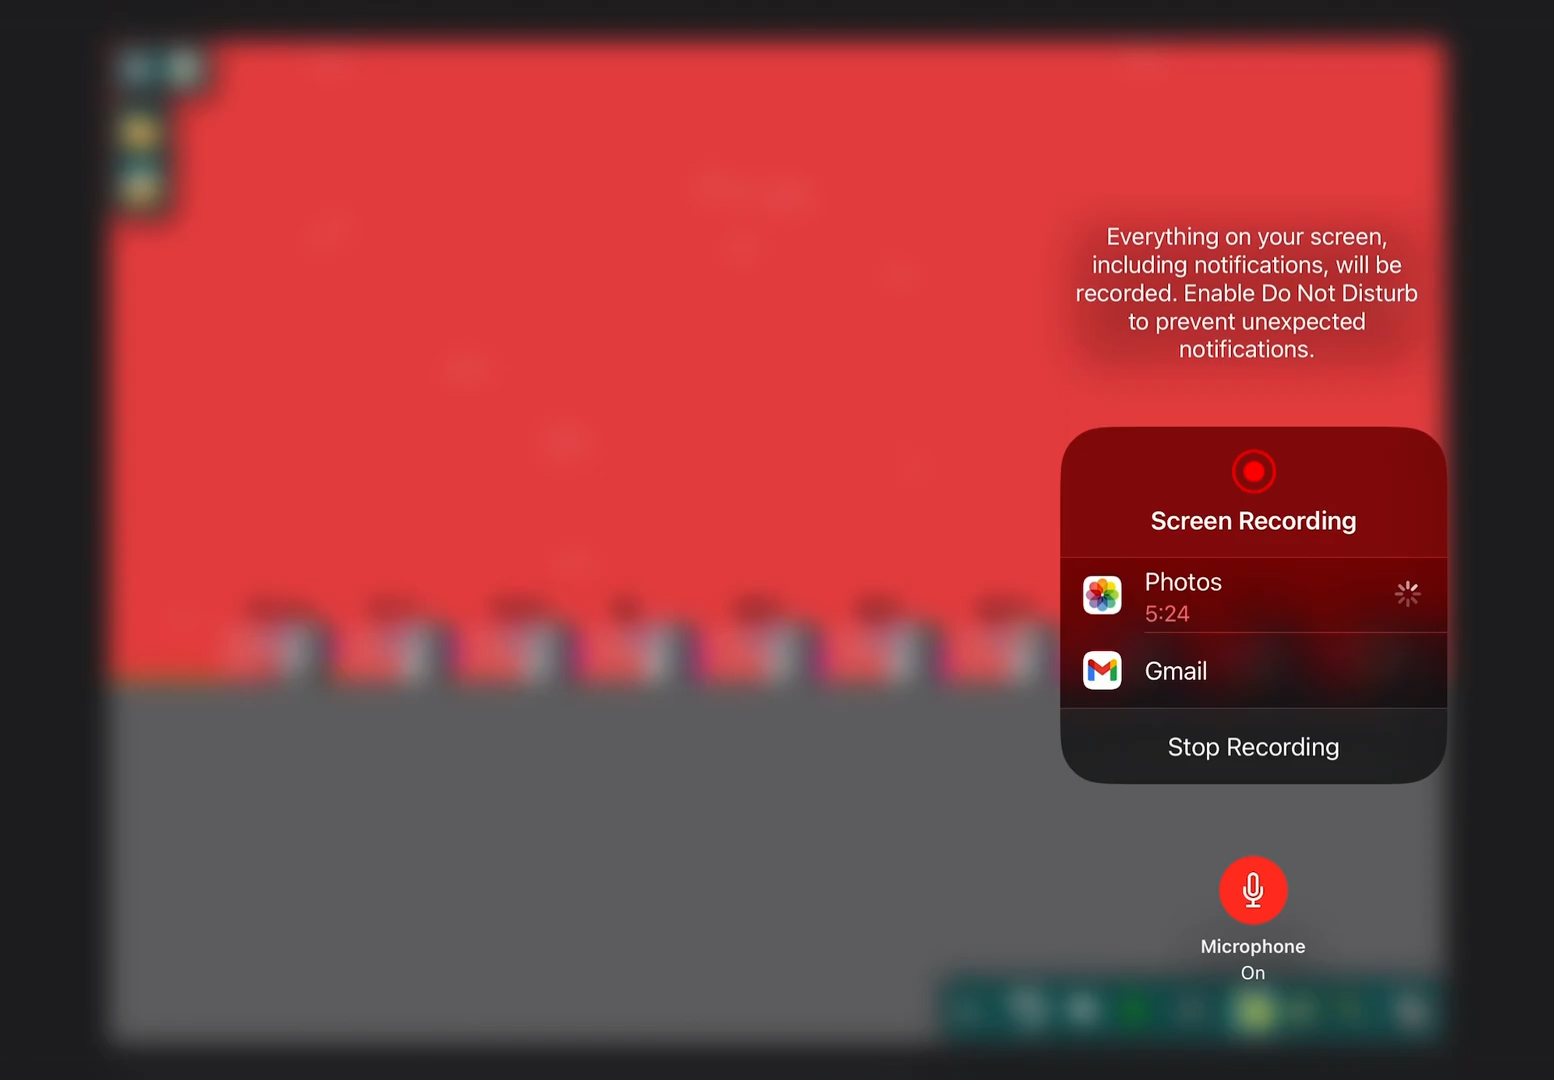 Everything on your screen,
including notifications, will be
recorded. Enable Do Not Disturb
to prevent unexpected
notifications.
Screen Recording
Photos
5:24
Gmail
Stop Recording
Microphone
On